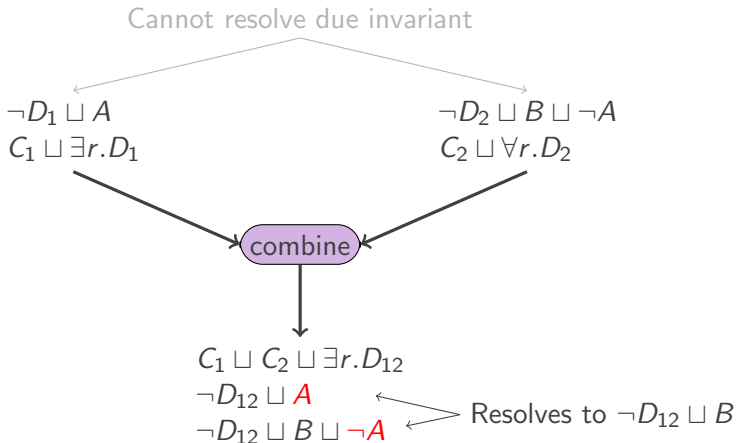 Cannot resolve due invariant
¬D₁ ⊔ A
C₁ ⊔ ∃r.D₁
¬D₂ ⊔ B ⊔ ¬A
C₂ ⊔ ∀r.D₂
combine
C₁ ⊔ C₂ ⊔ ∃r.D₁₂
¬D₁₂ ⊔ A
¬D₁₂ ⊔ B ⊔ ¬A
Resolves to ¬D₁₂ ⊔ B